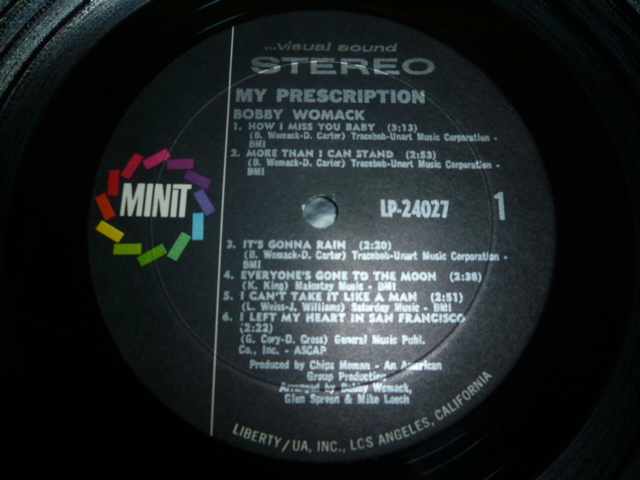 ...visual sound
STEREO
MY PRESCRIPTION
BOBBY WOMACK
1. HOW I MISS YOU BABY (3:13)
(B. Womack-D. Carter) Tracebob-Unart Music Corporation -
BMI
2. MORE THAN I CAN STAND (2:53)
(B. Womack-D. Carter) Tracebob-Unart Music Corporation -
BMI
MINIT
LP-24027
1
3. IT'S GONNA RAIN (2:20)
(B. Womack-D. Carter) Tracebob-Unart Music Corporation -
BMI
4. EVERYONE'S GONE TO THE MOON (2:38)
(K. King) Mainstay Music - BMI
5. I CAN'T TAKE IT LIKE A MAN (2:51)
(L. Weiss-J. Williams) Saturday Music - BMI
6. I LEFT MY HEART IN SAN FRANCISCO
(2:22)
(G. Cory-D. Cross) General Music Publ.
Co., Inc. - ASCAP
Produced by Chips Moman - An American
Group Production
Arranged by Bobby Womack,
Glen Spreen & Mike Leech
LIBERTY/UA, INC., LOS ANGELES, CALIFORNIA